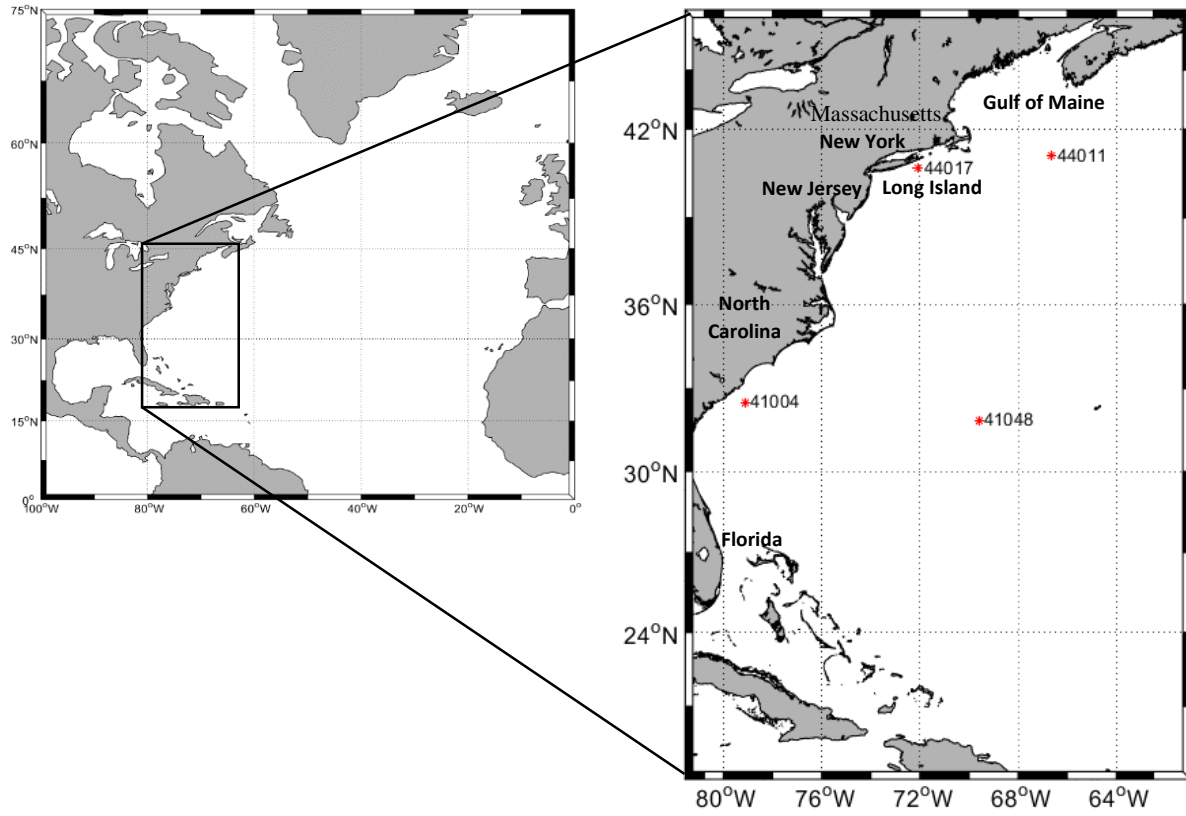 75°N
60°N
45°N
30°N
15°N
0°
100°W
80°W
60°W
40°W
20°W
0°
42°N
36°N
30°N
24°N
80°W
76°W
72°W
68°W
64°W
Gulf of Maine
Massachusetts
New York
44011
44017
New Jersey
Long Island
North
Carolina
41004
41048
Florida